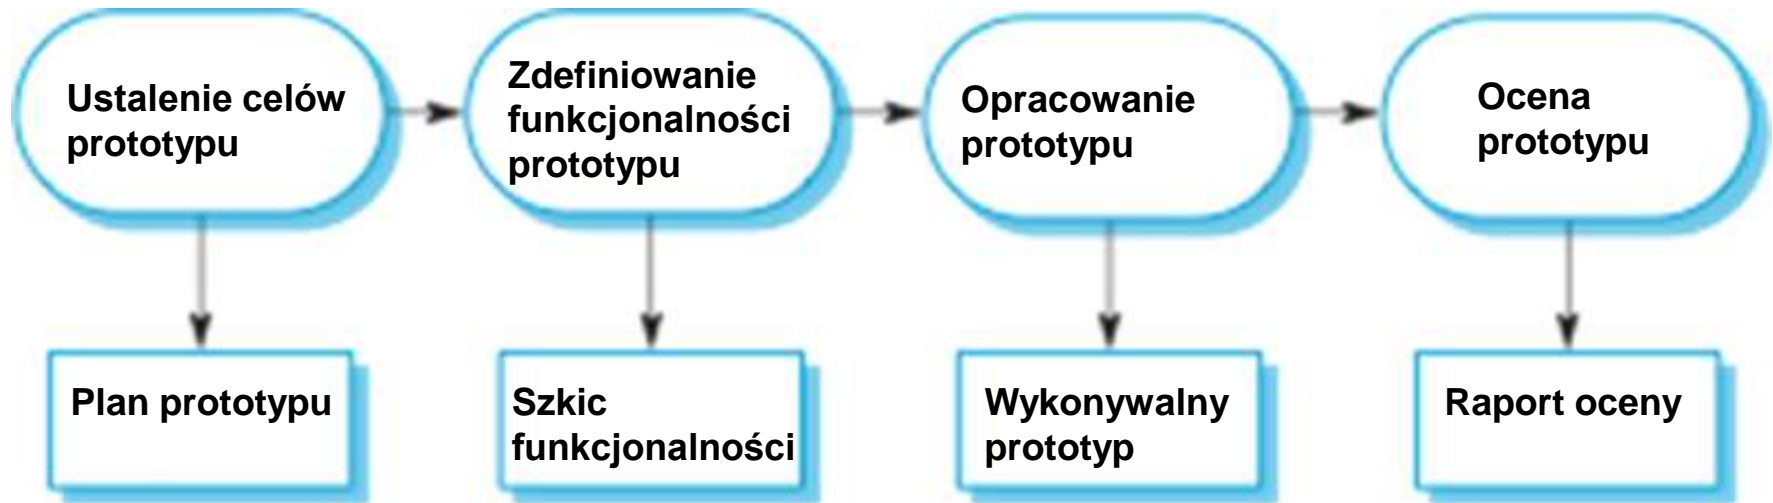 Ustalenie celów
prototypu
Zdefiniowanie
funkcjonalności
prototypu
Opracowanie
prototypu
Ocena
prototypu
Plan prototypu
Szkic
funkcjonalności
Wykonywalny
prototyp
Raport oceny